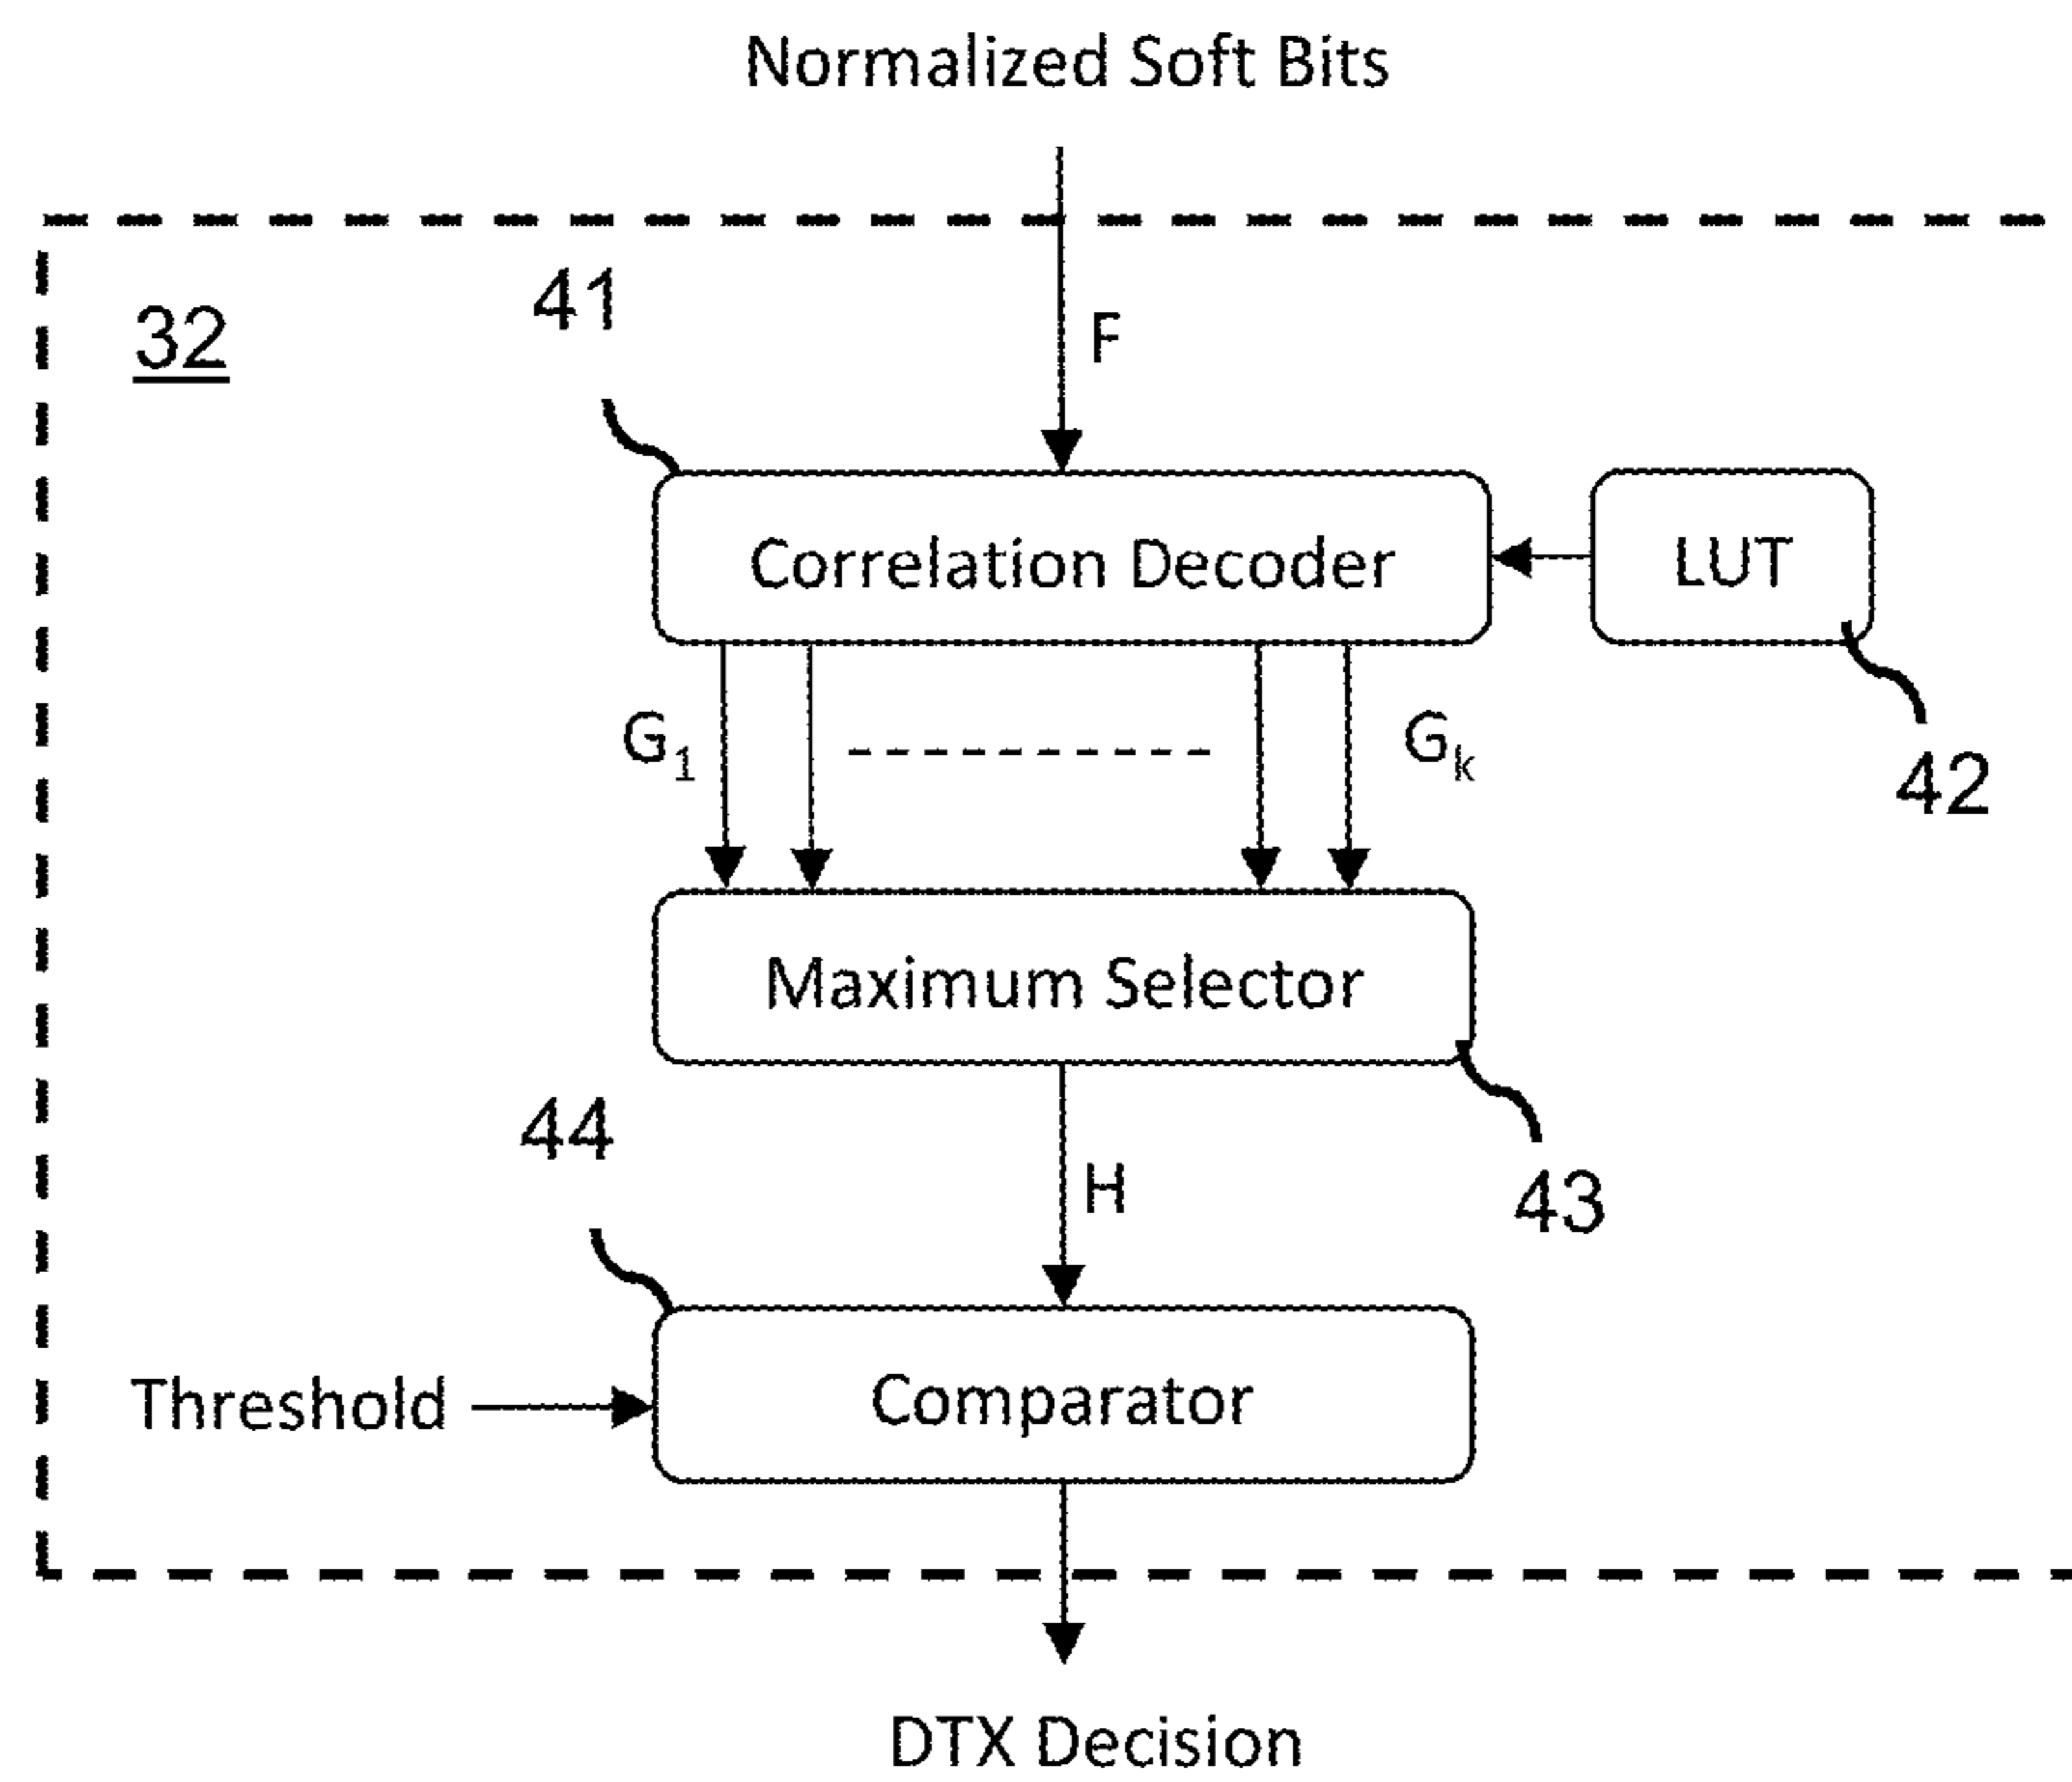 Normalized Soft Bits
41
32
F
Correlation Decoder
LUT
G1
Gk
42
Maximum Selector
44
H
43
Threshold
Comparator
DTX Decision